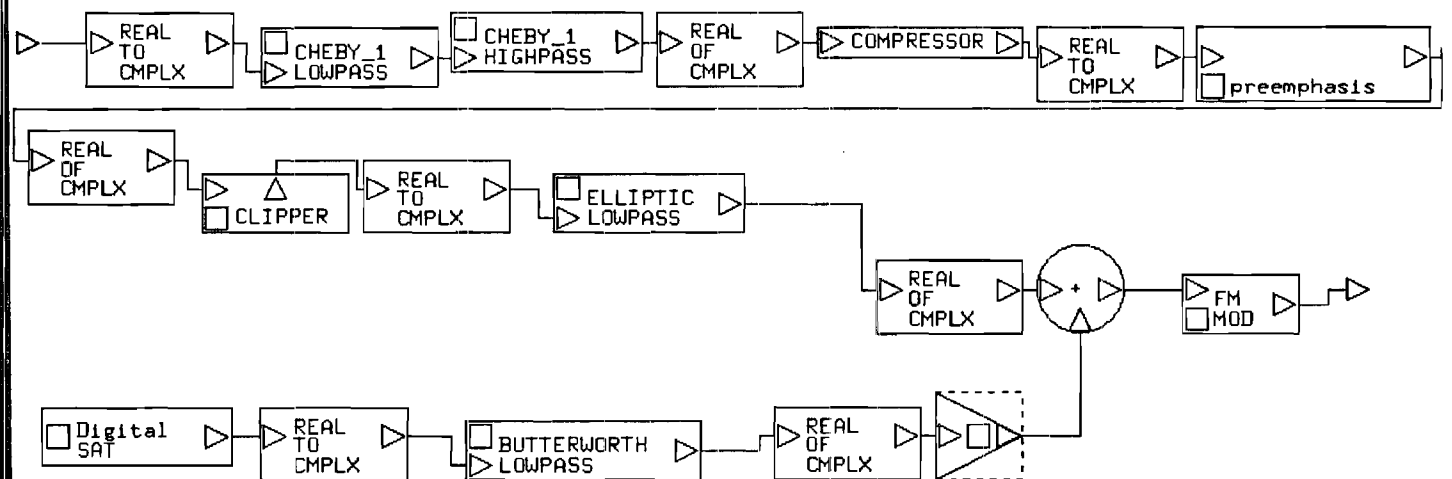 REAL
TO
CMPLX
CHEBY_1
LOWPASS
CHEBY_1
HIGHPASS
REAL
OF
CMPLX
COMPRESSOR
REAL
TO
CMPLX
preemphasis
REAL
OF
CMPLX
CLIPPER
REAL
TO
CMPLX
ELLIPTIC
LOWPASS
REAL
OF
CMPLX
+
FM
MOD
Digital
SAT
REAL
TO
CMPLX
BUTTERWORTH
LOWPASS
REAL
OF
CMPLX